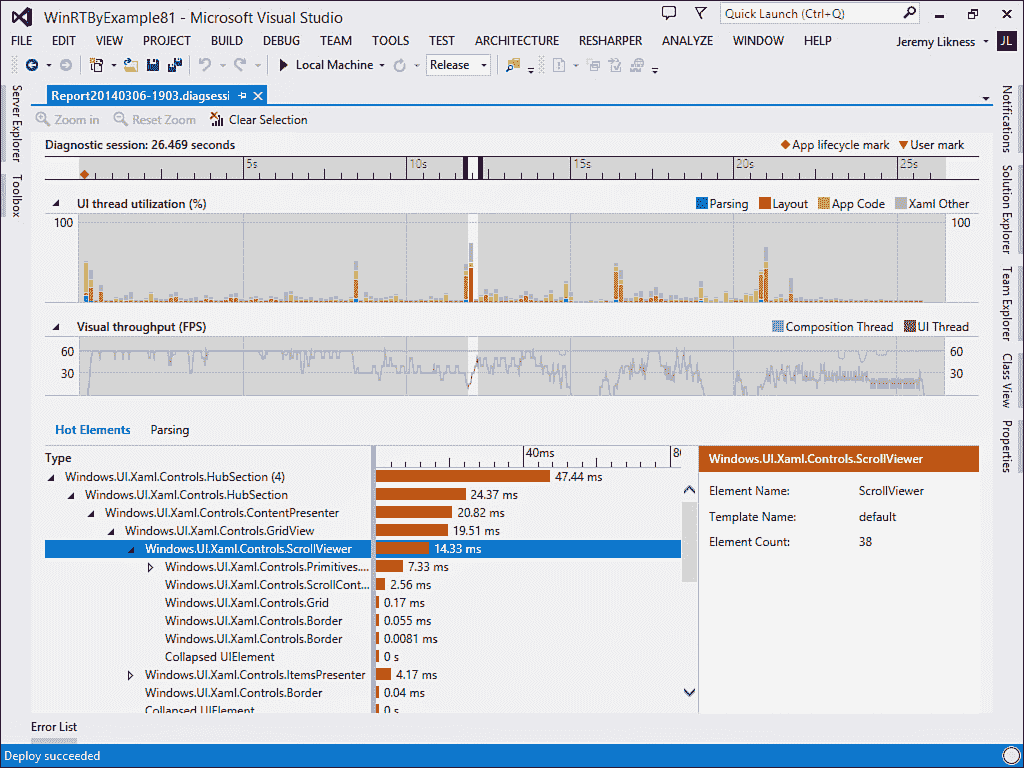 WinRTByExample81 - Microsoft Visual Studio
Quick Launch (Ctrl+Q)
FILE EDIT VIEW PROJECT BUILD DEBUG TEAM TOOLS TEST ARCHITECTURE RESHARPER ANALYZE WINDOW HELP
Jeremy Likness JL
Local Machine Release
Server Explorer
Toolbox
Report20140306-1903.diagsessi
Zoom in Reset Zoom Clear Selection
Diagnostic session: 26.469 seconds
App lifecycle mark User mark
5s 10s 15s 20s 25s
UI thread utilization (%)
Parsing Layout App Code Xaml Other
100 100
Visual throughput (FPS)
Composition Thread UI Thread
60 60
30 30
Hot Elements Parsing
Type 40ms 80
Windows.UI.Xaml.Controls.HubSection (4) 47.44 ms
Windows.UI.Xaml.Controls.HubSection 24.37 ms
Windows.UI.Xaml.Controls.ContentPresenter 20.82 ms
Windows.UI.Xaml.Controls.GridView 19.51 ms
Windows.UI.Xaml.Controls.ScrollViewer 14.33 ms
Windows.UI.Xaml.Controls.Primitives.... 7.33 ms
Windows.UI.Xaml.Controls.ScrollCont... 2.56 ms
Windows.UI.Xaml.Controls.Grid 0.17 ms
Windows.UI.Xaml.Controls.Border 0.055 ms
Windows.UI.Xaml.Controls.Border 0.0081 ms
Collapsed UIElement 0 s
Windows.UI.Xaml.Controls.ItemsPresenter 4.17 ms
Windows.UI.Xaml.Controls.Border 0.04 ms
Collapsed UIElement 0 s
Windows.UI.Xaml.Controls.ScrollViewer
Element Name: ScrollViewer
Template Name: default
Element Count: 38
Notifications
Solution Explorer
Team Explorer
Class View
Properties
Error List
Deploy succeeded